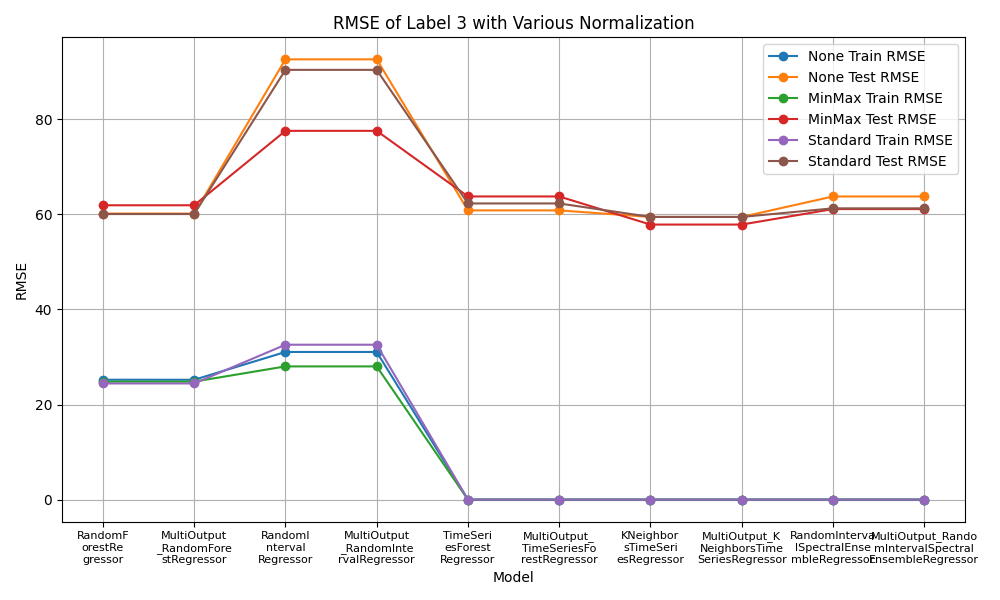 RMSE of Label 3 with Various Normalization
None Train RMSE
None Test RMSE
MinMax Train RMSE
MinMax Test RMSE
Standard Train RMSE
Standard Test RMSE
RMSE
80
60
40
20
0
RandomF
orestRe
gressor
MultiOutput
_RandomFore
stRegressor
RandomI
nterval
Regressor
MultiOutput
_RandomInte
rvalRegressor
TimeSeri
esForest
Regressor
MultiOutput_
TimeSeriesFo
restRegressor
KNeighbor
sTimeSeri
esRegressor
MultiOutput_K
NeighborsTime
SeriesRegressor
RandomInterva
lSpectralEnse
mbleRegressor
MultiOutput_Rando
mIntervalSpectral
EnsembleRegressor
Model